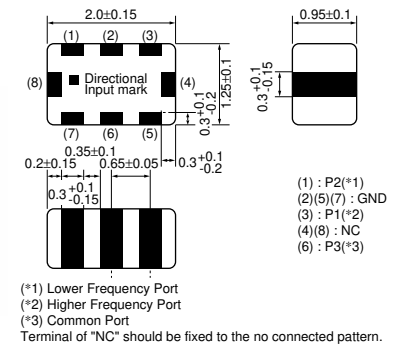 2.0±0.15
0.95±0.1
(1) (2) (3)
(8)
Directional
Input mark
(4)
(7) (6) (5)
1.25±0.1
0.3 +0.1 -0.2
0.3 +0.1 -0.15
0.35±0.1
0.2±0.15
0.65±0.05
0.3 +0.1 -0.2
0.3 +0.1 -0.15
(1) : P2(*1)
(2)(5)(7) : GND
(3) : P1(*2)
(4)(8) : NC
(6) : P3(*3)
(*1) Lower Frequency Port
(*2) Higher Frequency Port
(*3) Common Port
Terminal of "NC" should be fixed to the no connected pattern.